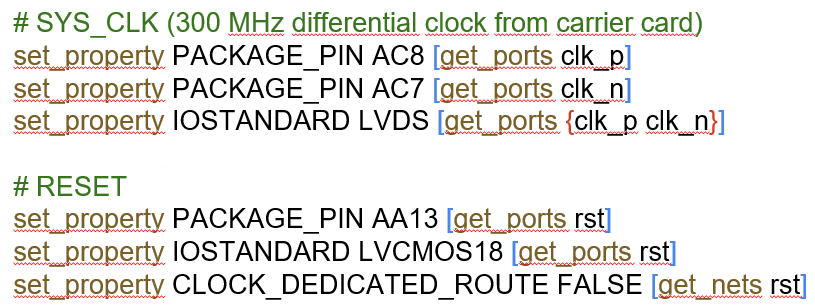 # SYS_CLK (300 MHz differential clock from carrier card)
set_property PACKAGE_PIN AC8 [get_ports clk_p]
set_property PACKAGE_PIN AC7 [get_ports clk_n]
set_property IOSTANDARD LVDS [get_ports {clk_p clk_n}]
# RESET
set_property PACKAGE_PIN AA13 [get_ports rst]
set_property IOSTANDARD LVCMOS18 [get_ports rst]
set_property CLOCK_DEDICATED_ROUTE FALSE [get_nets rst]